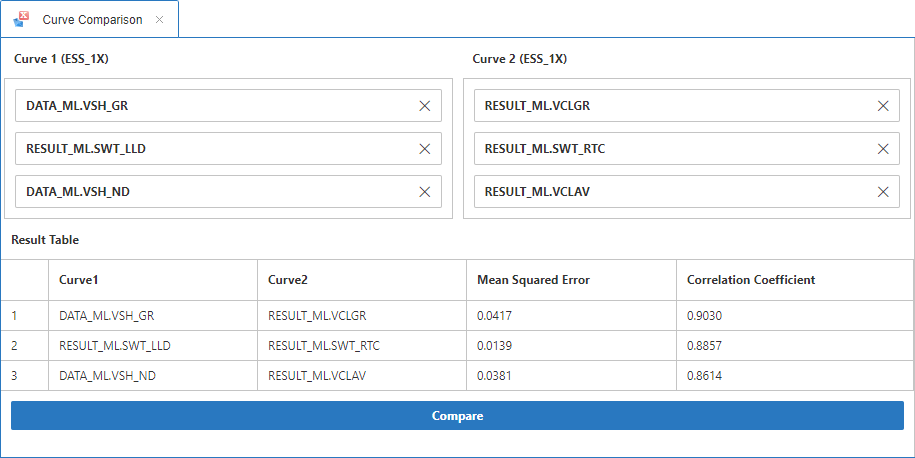 Curve Comparison
Curve 1 (ESS_1X) Curve 2 (ESS_1X)
DATA_ML.VSH_GR RESULT_ML.VCLGR
RESULT_ML.SWT_LLD RESULT_ML.SWT_RTC
DATA_ML.VSH_ND RESULT_ML.VCLAV
Result Table
Curve1 Curve2 Mean Squared Error Correlation Coefficient
1 DATA_ML.VSH_GR RESULT_ML.VCLGR 0.0417 0.9030
2 RESULT_ML.SWT_LLD RESULT_ML.SWT_RTC 0.0139 0.8857
3 DATA_ML.VSH_ND RESULT_ML.VCLAV 0.0381 0.8614
Compare